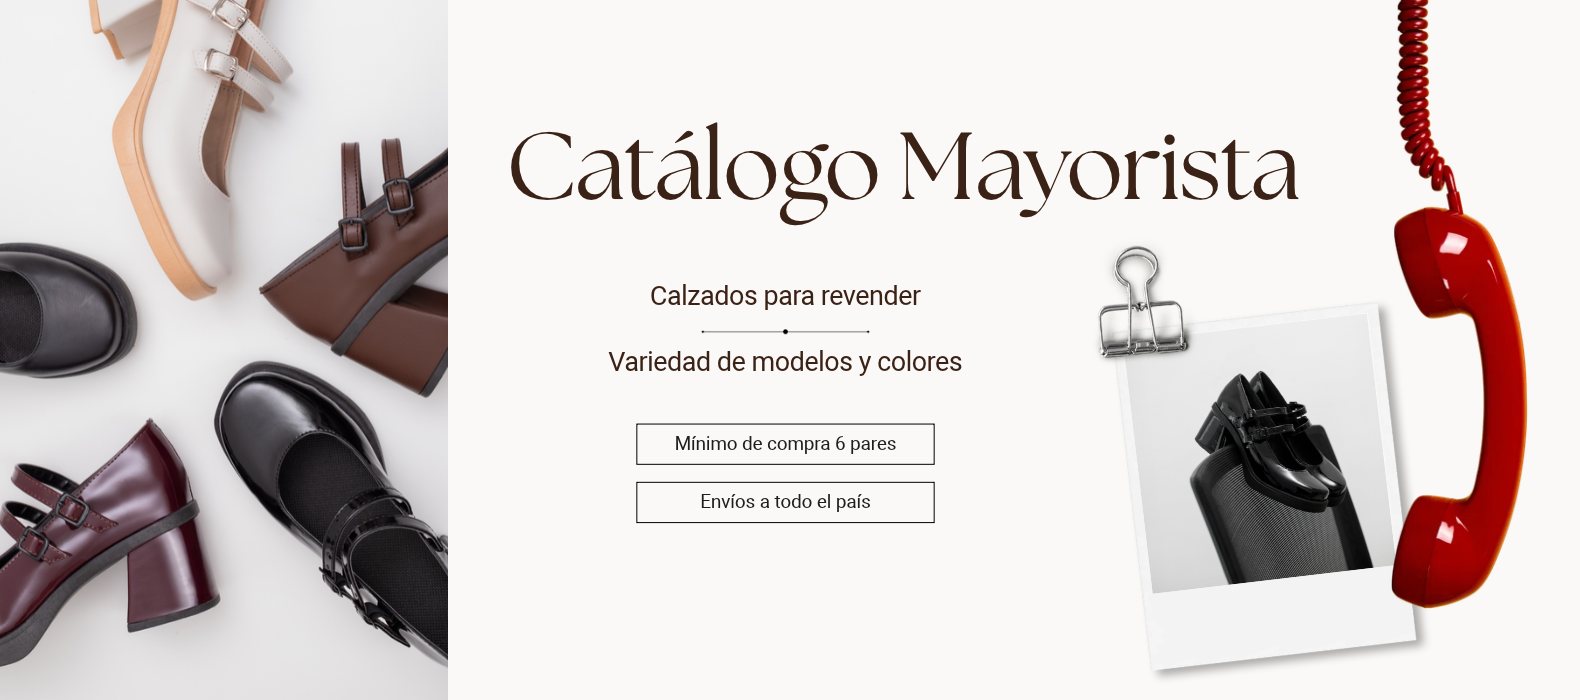 Catálogo Mayorista
Calzados para revender
Variedad de modelos y colores
Mínimo de compra 6 pares
Envíos a todo el país